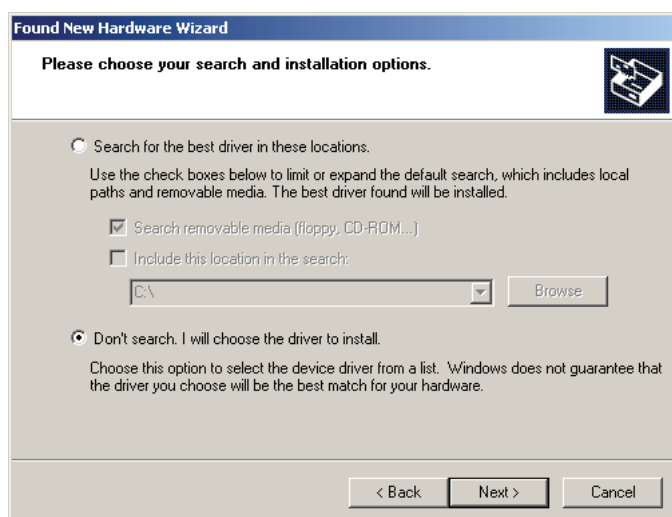 Found New Hardware Wizard
Please choose your search and installation options.
Search for the best driver in these locations.
Use the check boxes below to limit or expand the default search, which includes local
paths and removable media. The best driver found will be installed.
Search removable media (floppy, CD-ROM...)
Include this location in the search:
C:\
Browse
Don't search. I will choose the driver to install.
Choose this option to select the device driver from a list. Windows does not guarantee that
the driver you choose will be the best match for your hardware.
< Back
Next >
Cancel